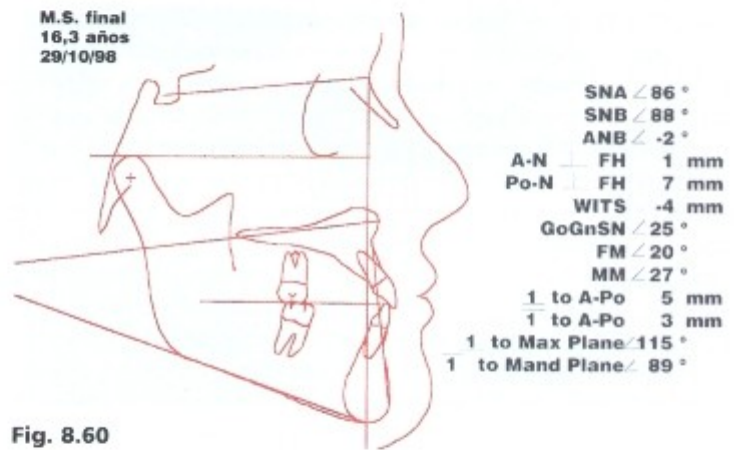 M.S. final
16,3 años
29/10/98
SNA ∠ 86 °
SNB ∠ 88 °
ANB ∠ -2 °
A-N ⊥ FH 1 mm
Po-N ⊥ FH 7 mm
WITS -4 mm
GoGnSN ∠ 25 °
FM ∠ 20 °
MM ∠ 27 °
1 to A-Po 5 mm
1 to A-Po 3 mm
1 to Max Plane ∠ 115 °
1 to Mand Plane ∠ 89 °
Fig. 8.60